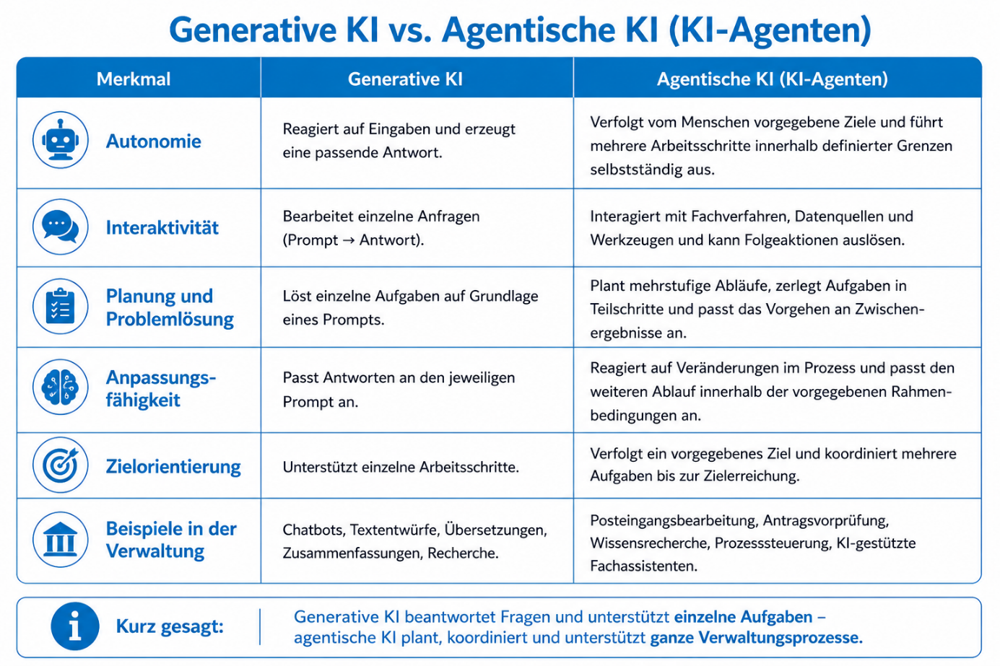 Generative KI vs. Agentische KI (KI-Agenten)
Merkmal
Generative KI
Agentische KI (KI-Agenten)
Autonomie
Reagiert auf Eingaben und erzeugt
eine passende Antwort.
Verfolgt vom Menschen vorgegebene Ziele und führt
mehrere Arbeitsschritte innerhalb definierter Grenzen
selbstständig aus.
Interaktivität
Bearbeitet einzelne Anfragen
(Prompt → Antwort).
Interagiert mit Fachverfahren, Datenquellen und
Werkzeugen und kann Folgeaktionen auslösen.
Planung und
Problemlösung
Löst einzelne Aufgaben auf Grundlage
eines Prompts.
Plant mehrstufige Abläufe, zerlegt Aufgaben in
Teilschritte und passt das Vorgehen an Zwischen-
ergebnisse an.
Anpassungs-
fähigkeit
Passt Antworten an den jeweiligen
Prompt an.
Reagiert auf Veränderungen im Prozess und passt den
weiteren Ablauf innerhalb der vorgegebenen Rahmen-
bedingungen an.
Zielorientierung
Unterstützt einzelne Arbeitsschritte.
Verfolgt ein vorgegebenes Ziel und koordiniert mehrere
Aufgaben bis zur Zielerreichung.
Beispiele in der
Verwaltung
Chatbots, Textentwürfe, Übersetzungen,
Zusammenfassungen, Recherche.
Posteingangsbearbeitung, Antragsvorprüfung,
Wissensrecherche, Prozesssteuerung, KI-gestützte
Fachassistenten.
i
Kurz gesagt:
Generative KI beantwortet Fragen und unterstützt einzelne Aufgaben –
agentische KI plant, koordiniert und unterstützt ganze Verwaltungsprozesse.